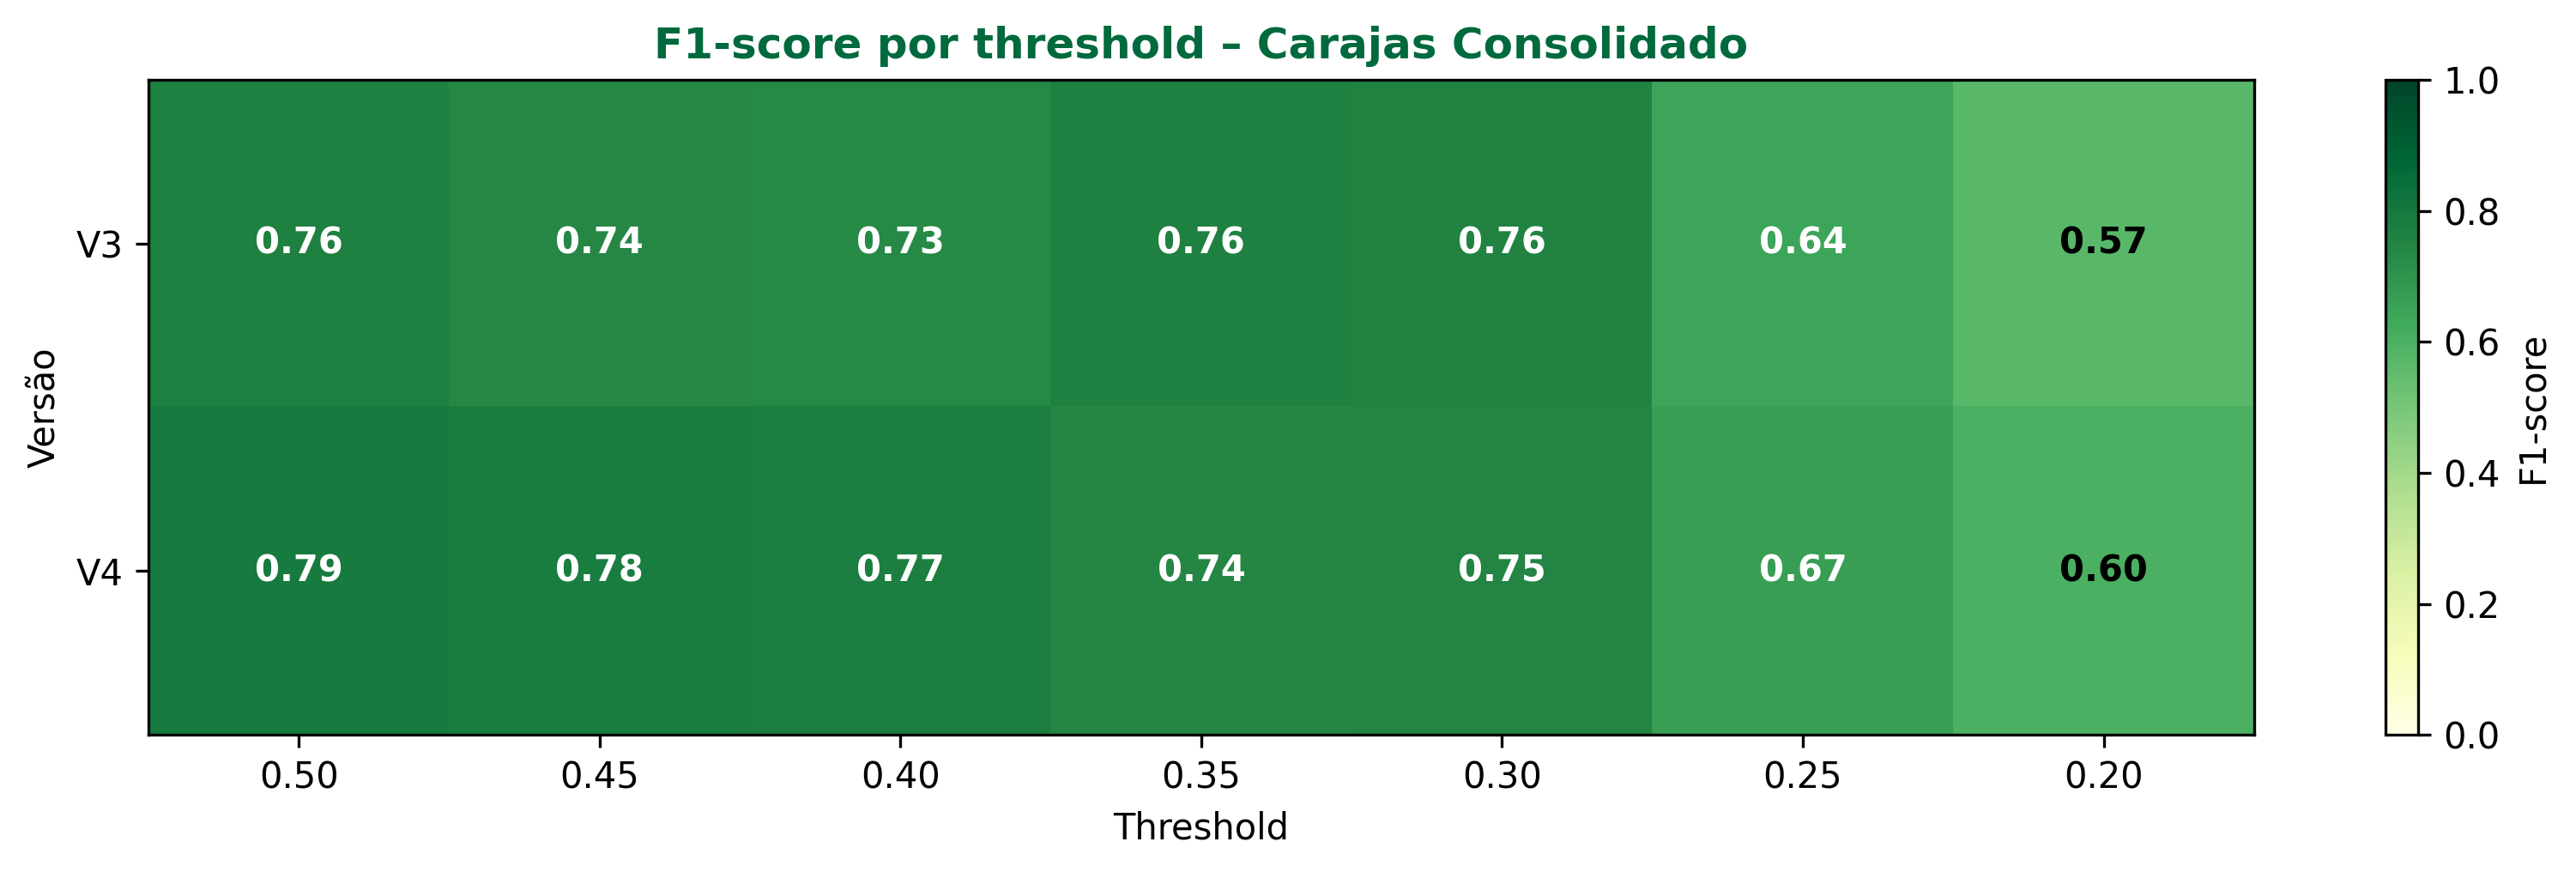 F1-score por threshold – Carajas Consolidado
Versão
V3
0.76 0.74 0.73 0.76 0.76 0.64 0.57
V4
0.79 0.78 0.77 0.74 0.75 0.67 0.60
0.50 0.45 0.40 0.35 0.30 0.25 0.20
Threshold
1.0
0.8
0.6
0.4
0.2
0.0
F1-score